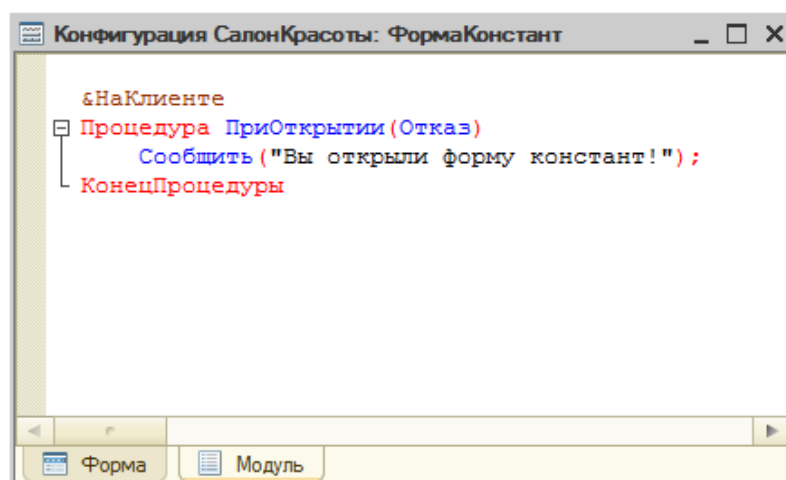 Конфигурация СалонКрасоты: ФормаКонстант
&НаКлиенте
Процедура ПриОткрытии(Отказ)
Сообщить("Вы открыли форму констант!");
КонецПроцедуры
Форма Модуль